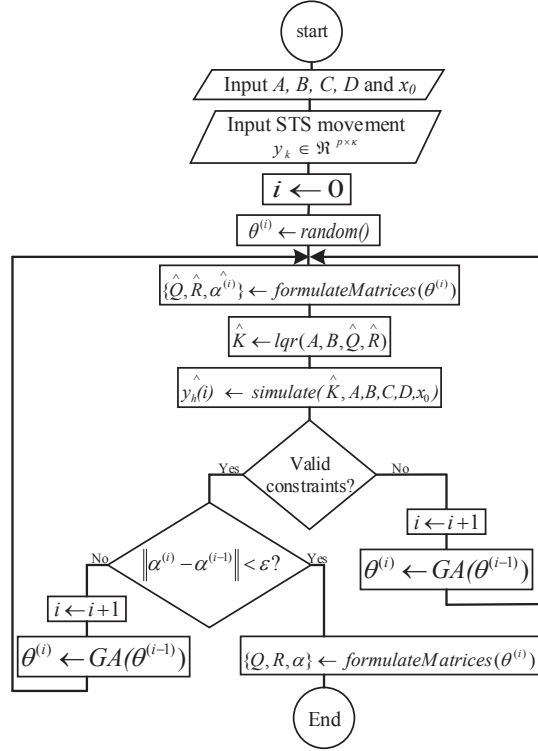 start
Input A, B, C, D and x₀
Input STS movement
y_k ∈ ℜ^{p×κ}
i ← 0
θ^{(i)} ← random()
{Q̂, R̂, α̂^{(i)}} ← formulateMatrices(θ^{(i)})
K̂ ← lqr(A, B, Q̂, R̂)
ŷ_h(i) ← simulate(K̂, A,B,C,D,x₀)
Yes
Valid
constraints?
No
i ← i+1
θ^{(i)} ← GA(θ^{(i−1)})
No
‖α^{(i)} − α^{(i−1)}‖ < ε?
Yes
i ← i+1
θ^{(i)} ← GA(θ^{(i−1)})
{Q, R, α} ← formulateMatrices(θ^{(i)})
End